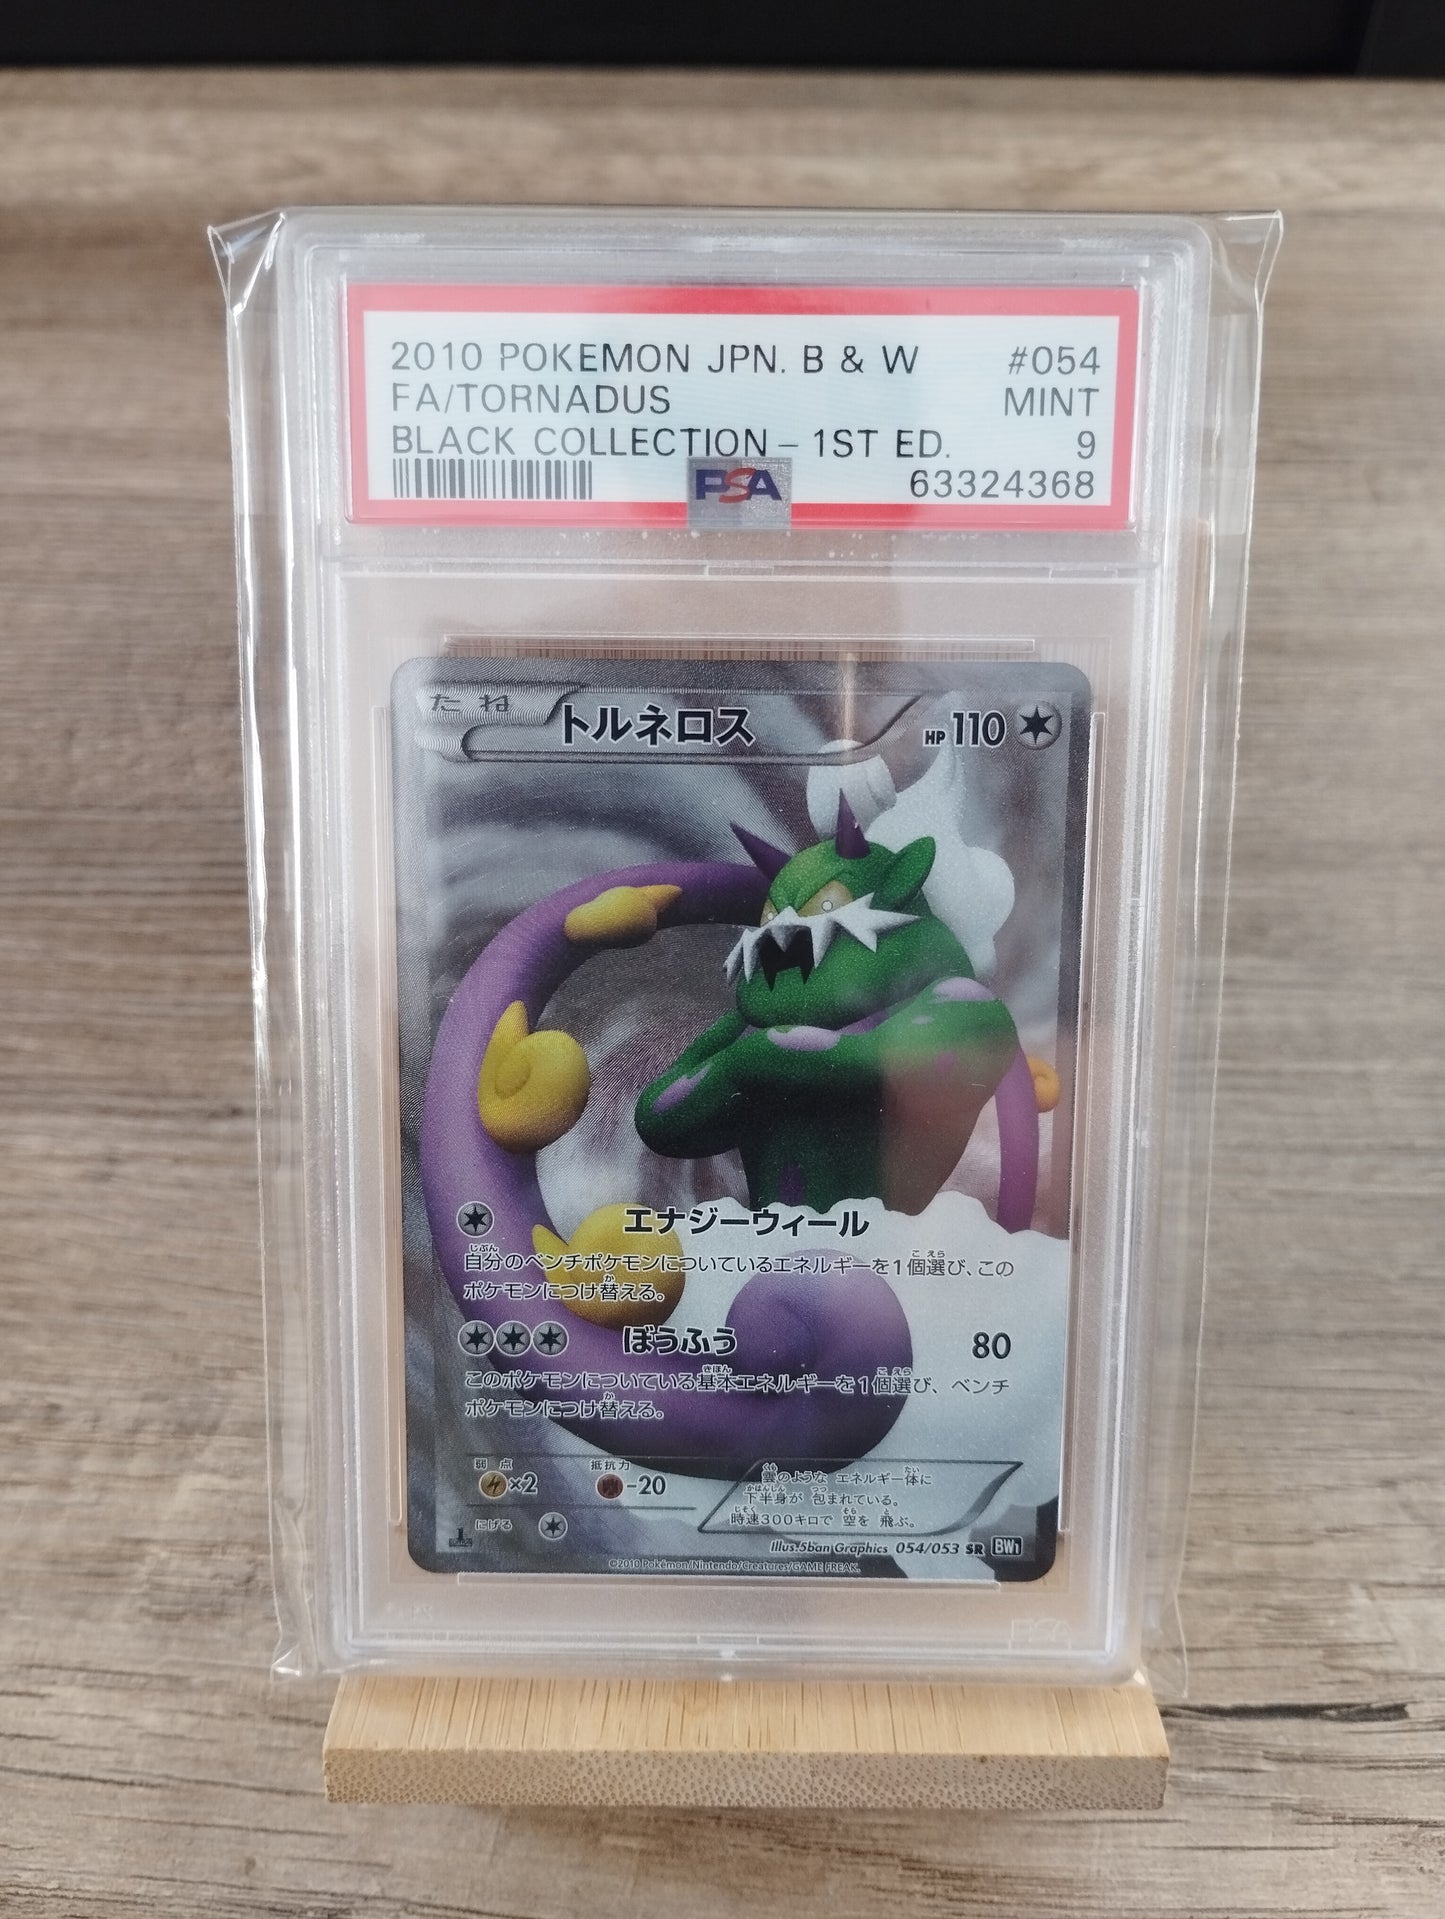 2010 POKEMON JPN. B & W #054
FA/TORNADUS MINT
BLACK COLLECTION – 1ST ED. 9
PSA 63324368
たね トルネロス HP 110
エナジーウィール
自分のベンチポケモンについているエネルギーを1個選び、この
ポケモンにつけ替える。
ぼうふう 80
このポケモンについている基本エネルギーを1個選び、ベンチ
ポケモンにつけ替える。
弱点 抵抗力
×2 -20
にげる
雲のような エネルギー体に
下半身が 包まれている。
時速300キロで 空を 飛ぶ。
Illus.5ban Graphics 054/053 SR BW1
©2010 Pokémon/Nintendo/Creatures/GAME FREAK.